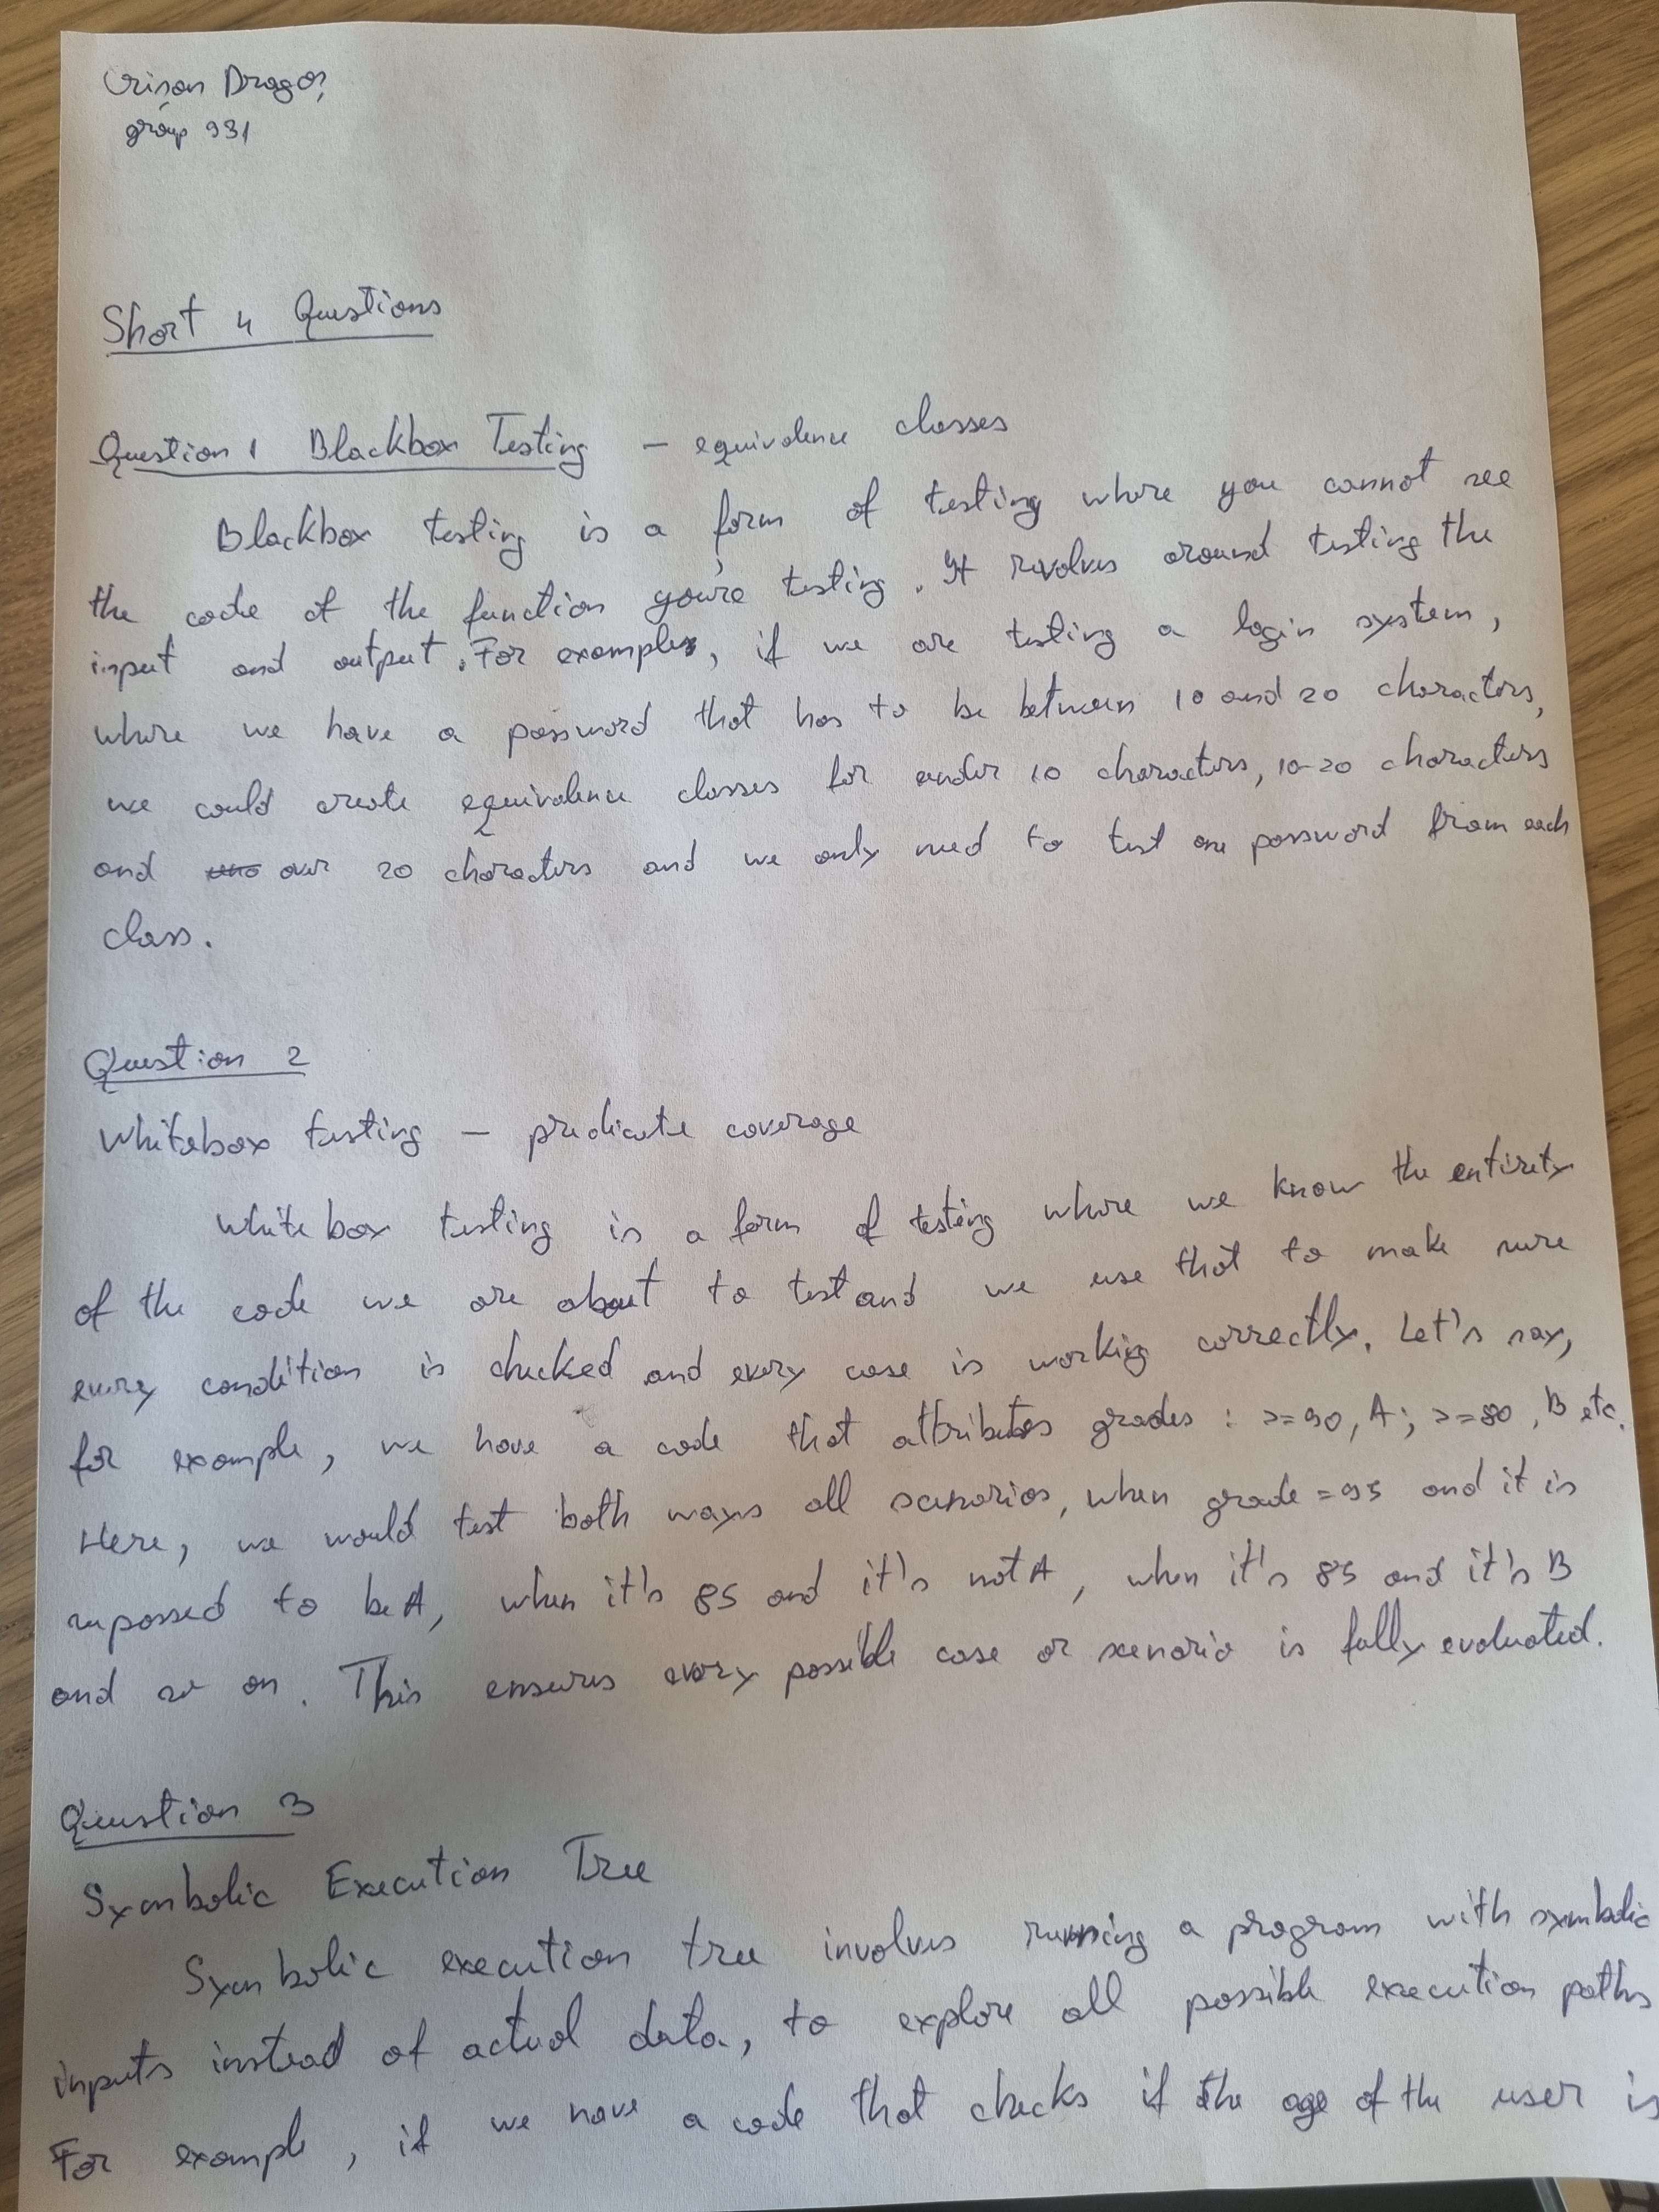 Crișan Dragoș
group 931
Short 4 Questions
Question 1 Blackbox Testing - equivalence classes
Blackbox testing is a form of testing where you cannot see
the code of the function you're testing. It revolves around testing the
input and output. For example, if we are testing a login system,
where we have a password that has to be between 10 and 20 characters,
we could create equivalence classes for under 10 characters, 10-20 characters
and over 20 characters and we only need to test one password from each
class.
Question 2
Whitebox testing - predicate coverage
White box testing is a form of testing where we know the entirety
of the code we are about to test and we use that to make sure
every condition is checked and every case is working correctly. Let's say,
for example, we have a code that attributes grades : >=90, A; >=80, B etc.
Here, we would test both ways all scenarios, when grade = 95 and it is
supossed to be A, when it's 85 and it's not A, when it's 85 and it's B
and so on. This ensures every possible case or scenario is fully evaluated.
Question 3
Symbolic Execution Tree
Symbolic execution tree involves running a program with symbolic
inputs instead of actual data, to explore all possible execution paths
For example, if we have a code that checks if the age of the user is